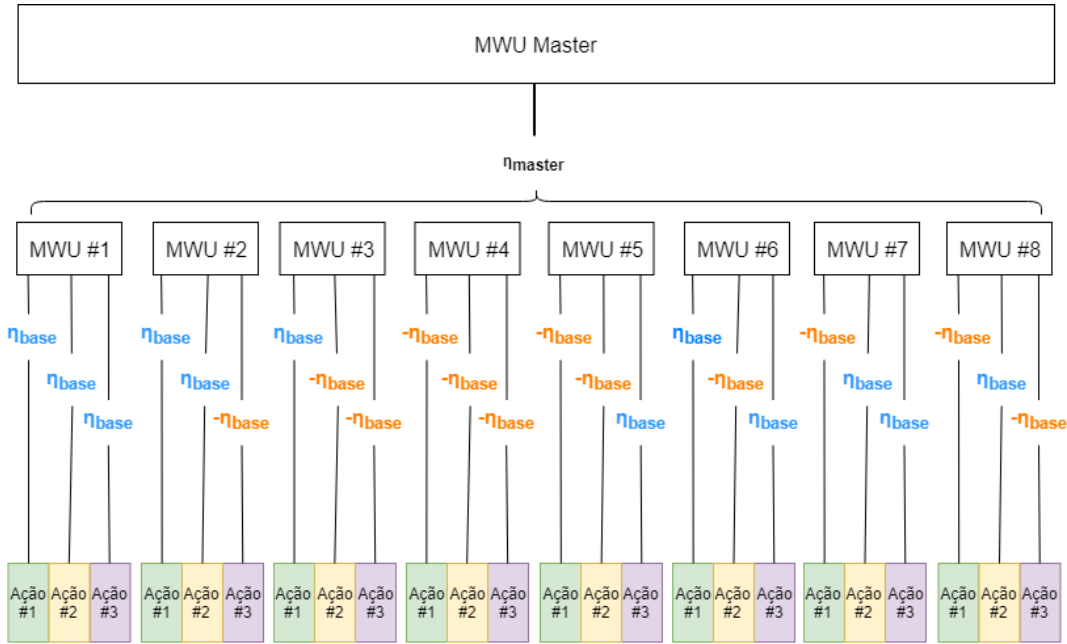 MWU Master
ηmaster
MWU #1 MWU #2 MWU #3 MWU #4 MWU #5 MWU #6 MWU #7 MWU #8
ηbase ηbase ηbase -ηbase -ηbase ηbase -ηbase -ηbase
ηbase ηbase -ηbase -ηbase -ηbase -ηbase ηbase ηbase
ηbase -ηbase -ηbase -ηbase ηbase ηbase ηbase -ηbase
Ação Ação Ação Ação Ação Ação Ação Ação Ação Ação Ação Ação Ação Ação Ação Ação Ação Ação Ação Ação Ação Ação Ação Ação
#1 #2 #3 #1 #2 #3 #1 #2 #3 #1 #2 #3 #1 #2 #3 #1 #2 #3 #1 #2 #3 #1 #2 #3